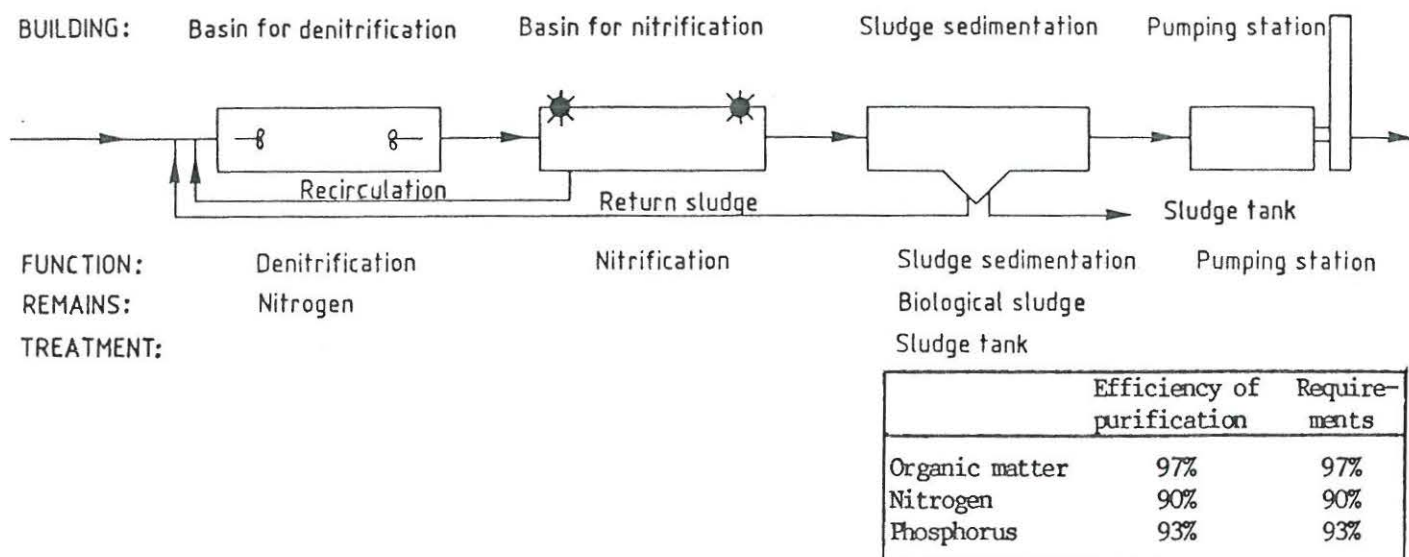 BUILDING: Basin for denitrification Basin for nitrification Sludge sedimentation Pumping station
Recirculation
Return sludge
Sludge tank
FUNCTION: Denitrification Nitrification Sludge sedimentation Pumping station
REMAINS: Nitrogen Biological sludge
TREATMENT: Sludge tank
Efficiency of Require-
purification ments
Organic matter 97% 97%
Nitrogen 90% 90%
Phosphorus 93% 93%